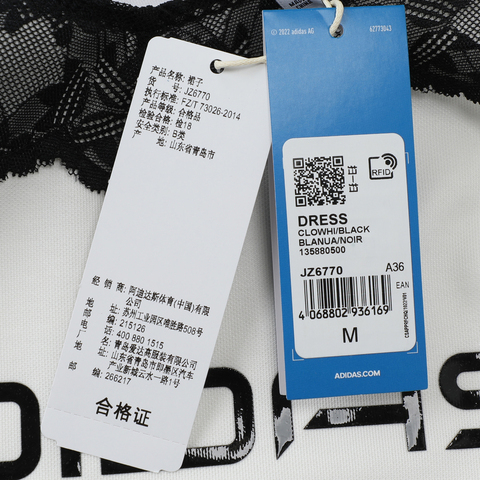 产品名称: 裙子
货 号: JZ6770
执行标准: FZ/T 73026-2014
产品等级: 合格品
检验合格: 检18
安全类别: B类
产 地: 山东省青岛市
经 销 商: 阿迪达斯体育(中国)有限
公司
地 址: 苏州工业园区唯胜路508号
邮 编: 215126
电 话: 400 880 1515
厂 名: 青岛爱达高服装有限公司
地 址: 山东省青岛市即墨区汽车
产业新城云水一路1号
邮 编: 266217
合格证
© 2022 adidas AG
62773043
RFID
DRESS
CLOWHI/BLACK
BLANUA/NOIR
135880500
JZ6770 A36
EAN
4 068802 936169
M
ADIDAS.COM